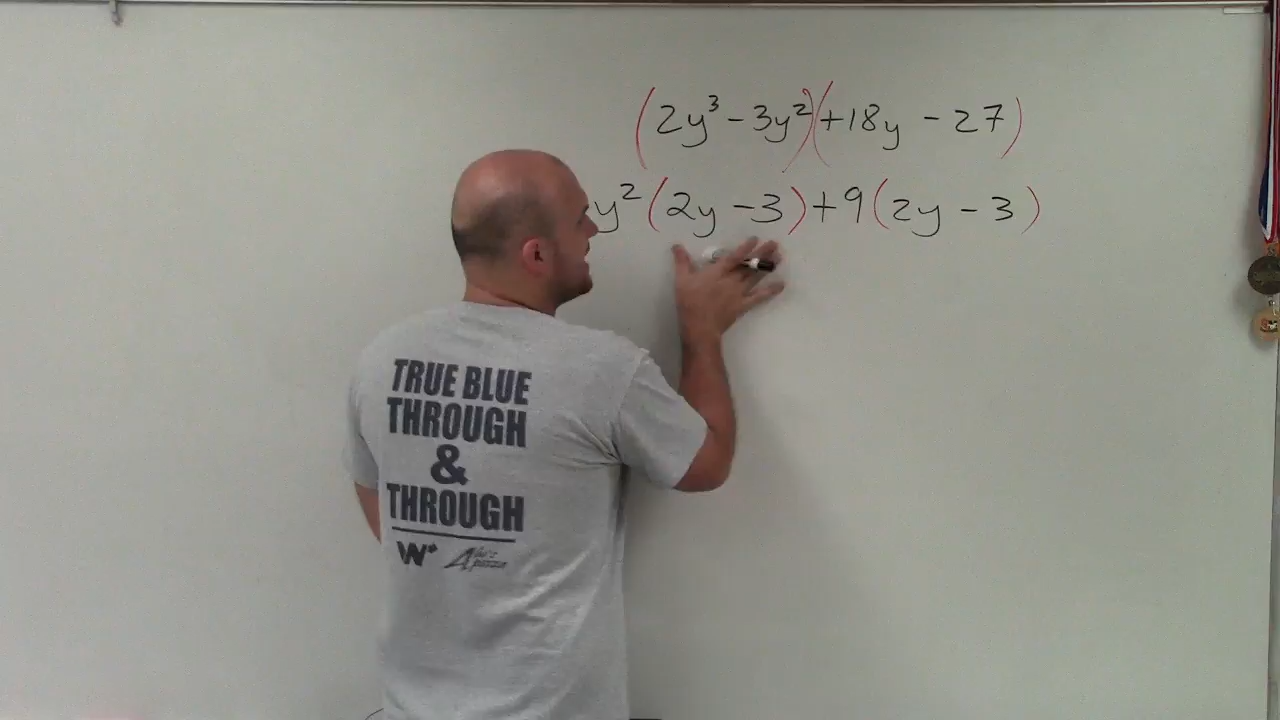 (2y³ - 3y²)(+18y - 27)
y²(2y - 3) + 9(2y - 3)
TRUE BLUE
THROUGH
&
THROUGH
W